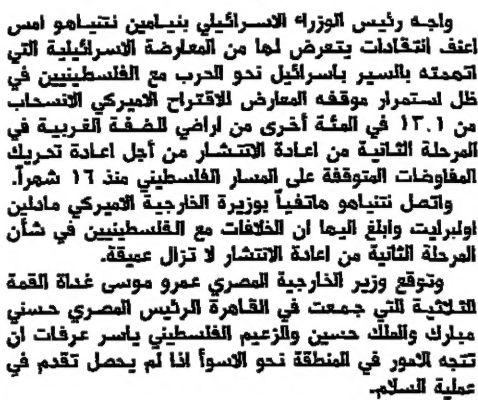 واجه رئيس الوزراء الاسرائيلي بنيامين نتنياهو امس
اعنف انتقادات يتعرض لها من المعارضة الاسرائيلية التي
اتهمته بالسير باسرائيل نحو الحرب مع الفلسطينيين في
ظل استمرار موقفه المعارض للاقتراح الاميركي الانسحاب
من ١٣.١ في المئة أخرى من اراضي للضفة الغربية في
المرحلة الثانية من اعادة الانتشار من أجل اعادة تحريك
المفاوضات المتوقفة على المسار الفلسطيني منذ ١٦ شهراً.
واتصل نتنياهو هاتفياً بوزيرة الخارجية الاميركي مادلين
اولبرايت وابلغ اليها ان الخلافات مع الفلسطينيين في شأن
المرحلة الثانية من اعادة الانتشار لا تزال عميقة.
وتوقع وزير الخارجية المصري عمرو موسى غداة القمة
الثلاثية التي جمعت في القاهرة الرئيس المصري حسني
مبارك والملك حسين والزعيم الفلسطيني ياسر عرفات ان
تتجه الامور في المنطقة نحو الاسوأ اذا لم يحصل تقدم في
عملية السلام.